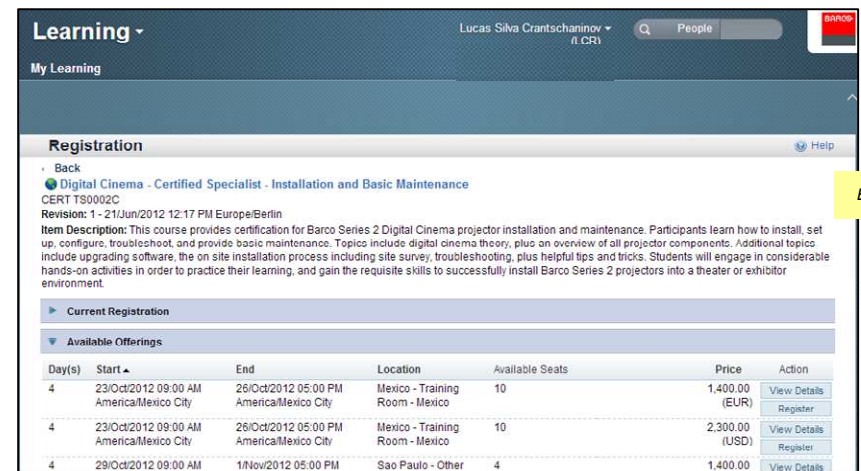 Learning
Lucas Silva Crantschaninov
(LCR)
People
BARCO
My Learning
Registration
Help
Back
Digital Cinema - Certified Specialist - Installation and Basic Maintenance
CERT TS0002C
Revision: 1 - 21/Jun/2012 12:17 PM Europe/Berlin
Item Description: This course provides certification for Barco Series 2 Digital Cinema projector installation and maintenance. Participants learn how to install, set
up, configure, troubleshoot, and provide basic maintenance. Topics include digital cinema theory, plus an overview of all projector components. Additional topics
include upgrading software, the on site installation process including site survey, troubleshooting, plus helpful tips and tricks. Students will engage in considerable
hands-on activities in order to practice their learning, and gain the requisite skills to successfully install Barco Series 2 projectors into a theater or exhibitor
environment.
Current Registration
Available Offerings
Day(s) Start End Location Available Seats Price Action
4 23/Oct/2012 09:00 AM 26/Oct/2012 05:00 PM Mexico - Training 10 1,400.00 View Details
America/Mexico City America/Mexico City Room - Mexico (EUR) Register
4 23/Oct/2012 09:00 AM 26/Oct/2012 05:00 PM Mexico - Training 10 2,300.00 View Details
America/Mexico City America/Mexico City Room - Mexico (USD) Register
4 29/Oct/2012 09:00 AM 1/Nov/2012 05:00 PM Sao Paulo - Other 4 1,400.00 View Details